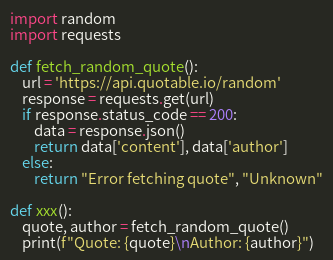 import random
import requests

def fetch_random_quote():
    url = 'https://api.quotable.io/random'
    response = requests.get(url)
    if response.status_code == 200:
        data = response.json()
        return data['content'], data['author']
    else:
        return "Error fetching quote", "Unknown"

def xxx():
    quote, author = fetch_random_quote()
    print(f"Quote: {quote}\nAuthor: {author}")